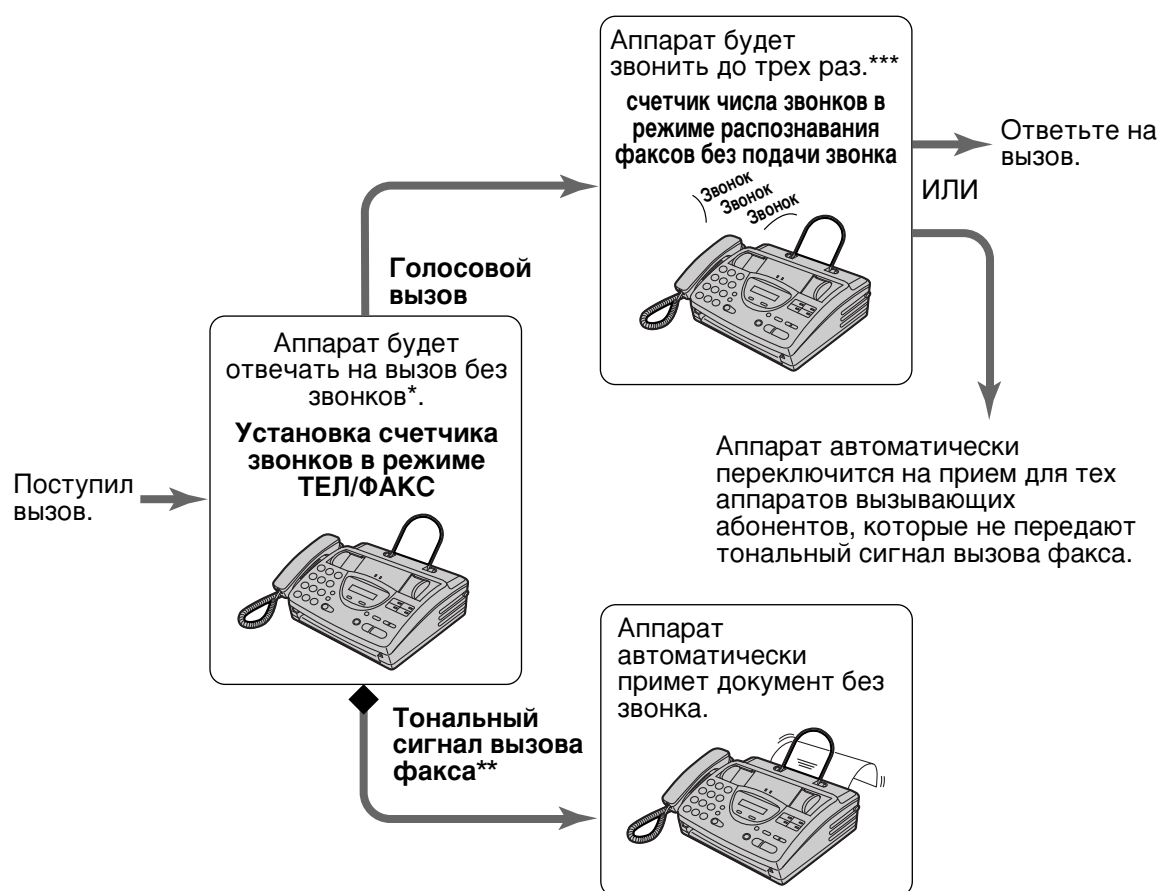 Аппарат будет
звонить до трех раз.***
счетчик числа звонков в
режиме распознавания
факсов без подачи звонка
Звонок
Звонок
Звонок
Ответьте на
вызов.
ИЛИ
Голосовой
вызов
Аппарат будет
отвечать на вызов без
звонков*.
Установка счетчика
звонков в режиме
ТЕЛ/ФАКС
Поступил
вызов.
Аппарат автоматически
переключится на прием для тех
аппаратов вызывающих
абонентов, которые не передают
тональный сигнал вызова факса.
Тональный
сигнал вызова
факса**
Аппарат
автоматически
примет документ без
звонка.